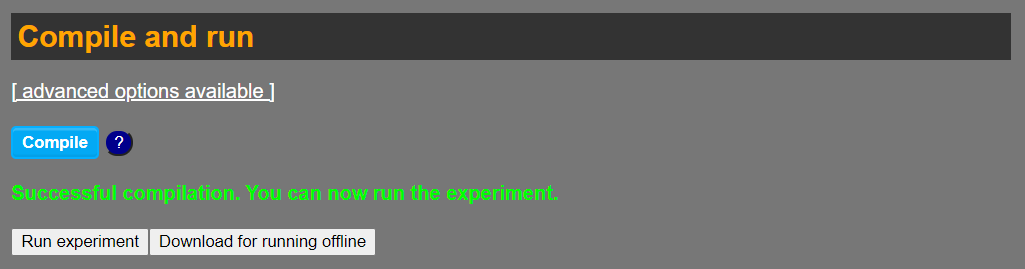 Compile and run
[ advanced options available ]
Compile ?
Successful compilation. You can now run the experiment.
Run experiment Download for running offline